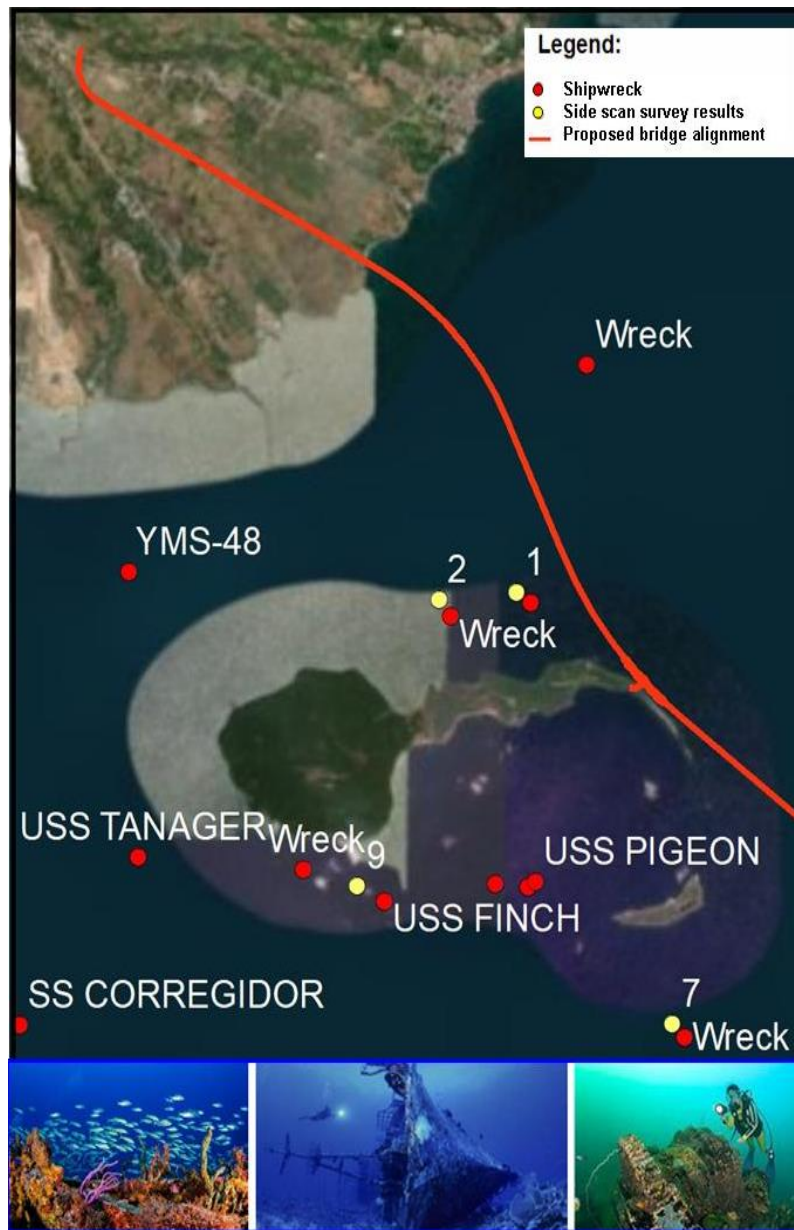 Legend:
Shipwreck
Side scan survey results
Proposed bridge alignment
Wreck
YMS-48
2
1
Wreck
USS TANAGER
Wreck
9
USS PIGEON
USS FINCH
SS CORREGIDOR
7
Wreck